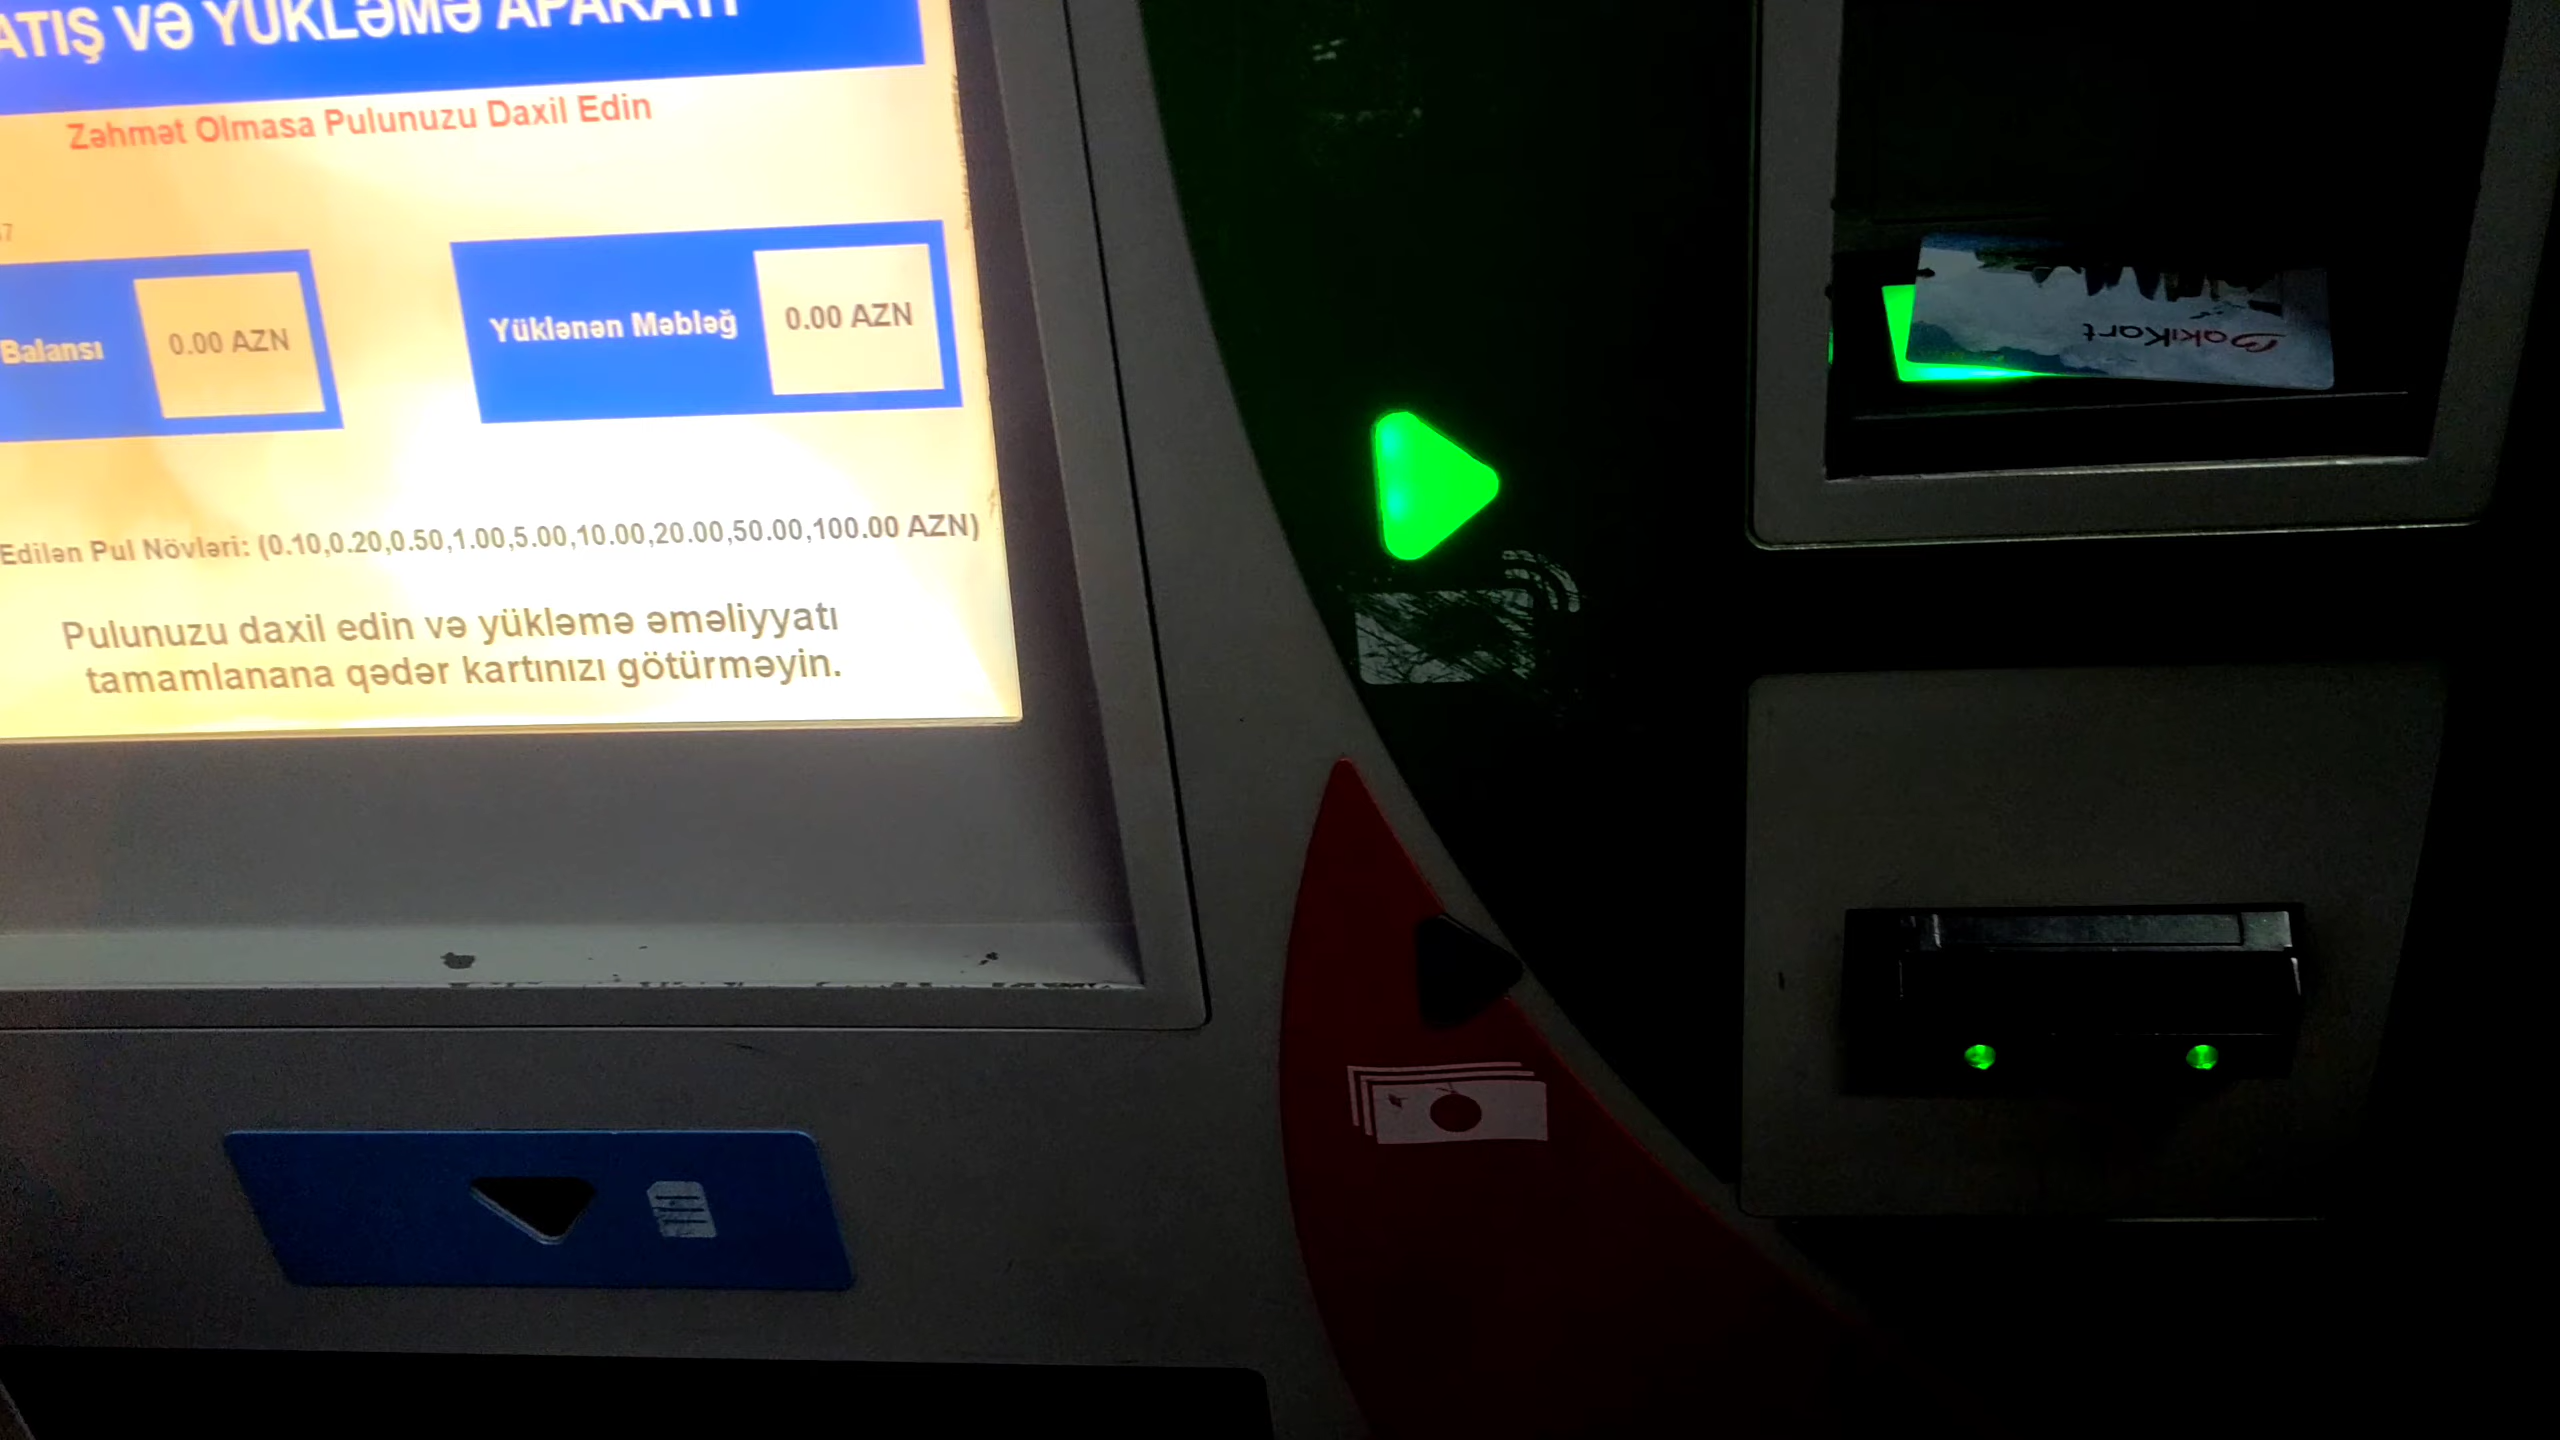 VƏ YÜKLƏMƏ APARATI
Zəhmət Olmasa Pulunuzu Daxil Edin
Balansı
0.00 AZN
Yüklənən Məbləğ
0.00 AZN
Edilən Pul Növləri: (0.10,0.20,0.50,1.00,5.00,10.00,20.00,50.00,100.00 AZN)
Pulunuzu daxil edin və yükləmə əməliyyatı
tamamlanana qədər kartınızı götürməyin.
BakiKart